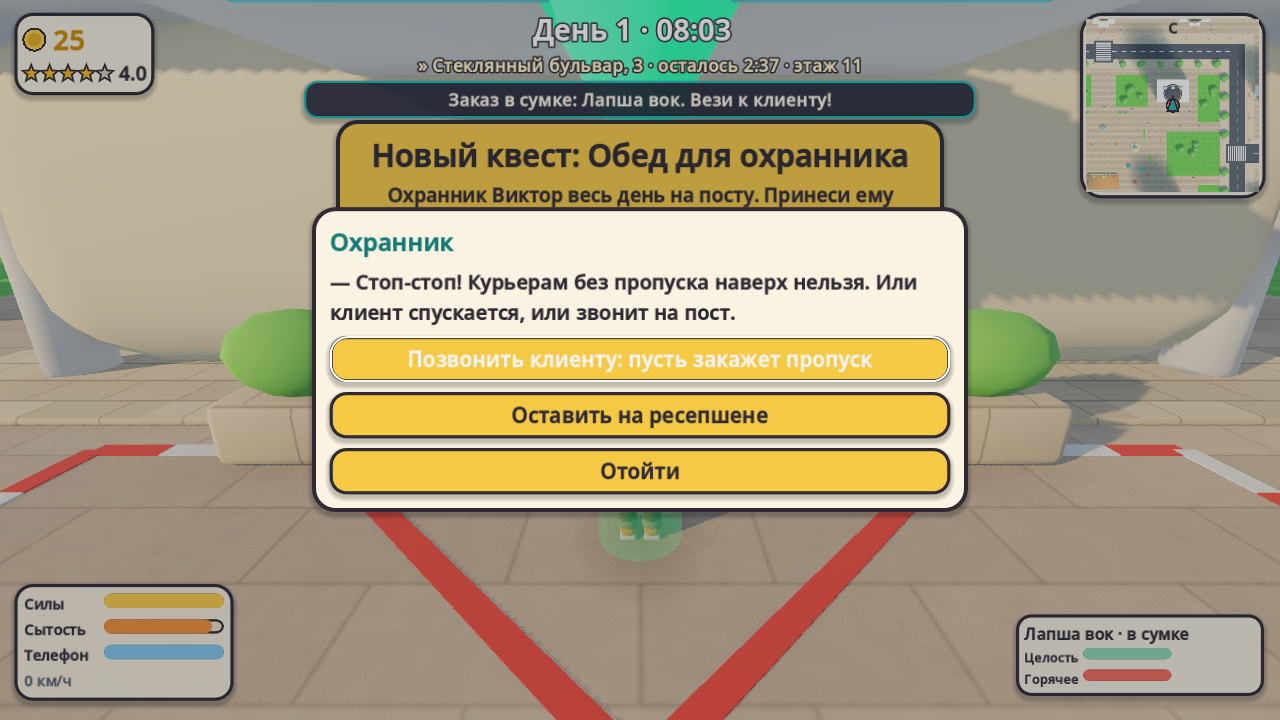 25
4.0
День 1 · 08:03
» Стеклянный бульвар, 3 · осталось 2:37 · этаж 11
Заказ в сумке: Лапша вок. Вези к клиенту!
С
Новый квест: Обед для охранника
Охранник Виктор весь день на посту. Принеси ему
Охранник
— Стоп-стоп! Курьерам без пропуска наверх нельзя. Или
клиент спускается, или звонит на пост.
Позвонить клиенту: пусть закажет пропуск
Оставить на ресепшене
Отойти
Силы
Сытость
Телефон
0 км/ч
Лапша вок · в сумке
Целость
Горячее